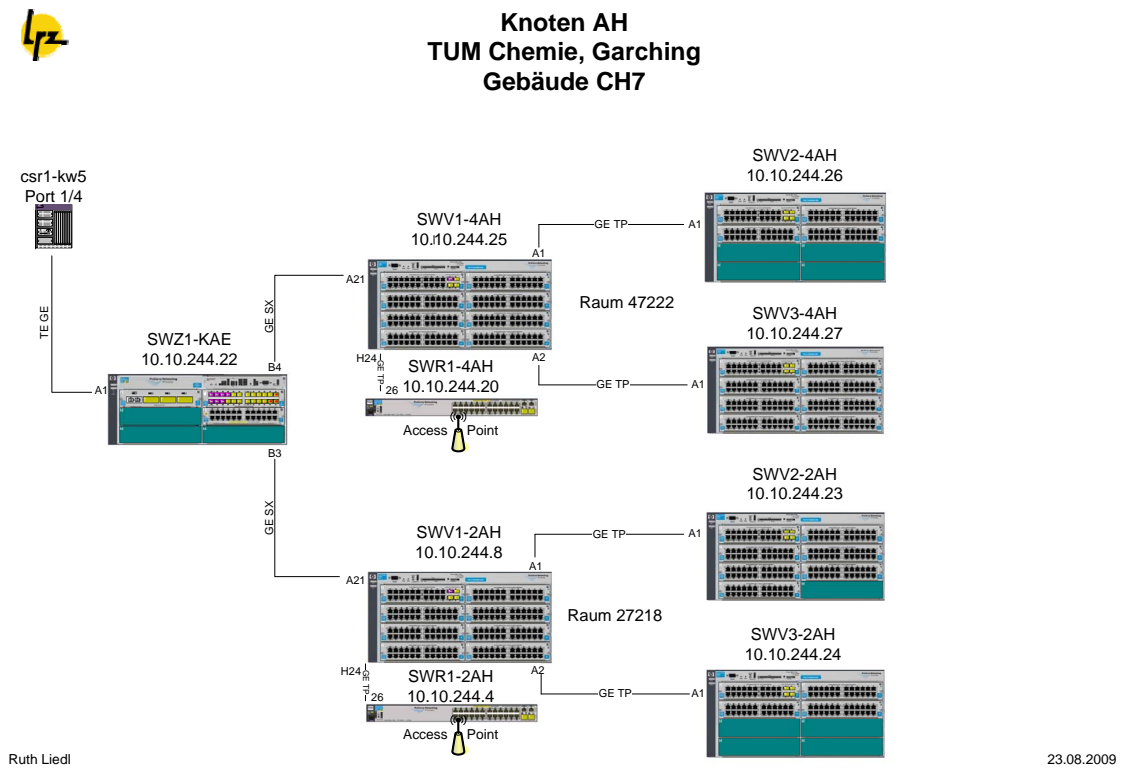 lrz
Knoten AH
TUM Chemie, Garching
Gebäude CH7
csr1-kw5
Port 1/4
TE GE
SWZ1-KAE
10.10.244.22
A1
B4
B3
GE SX
GE SX
SWV1-4AH
10.10.244.25
A21
A1
A2
H24
GE TP
26
SWR1-4AH
10.10.244.20
Access Point
Raum 47222
GE TP
A1
SWV2-4AH
10.10.244.26
GE TP
A1
SWV3-4AH
10.10.244.27
SWV1-2AH
10.10.244.8
A21
A1
A2
H24
GE TP
26
SWR1-2AH
10.10.244.4
Access Point
Raum 27218
GE TP
A1
SWV2-2AH
10.10.244.23
GE TP
A1
SWV3-2AH
10.10.244.24
Ruth Liedl
23.08.2009